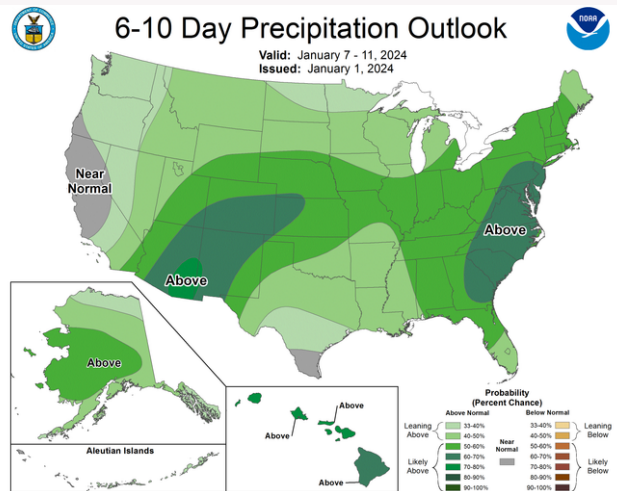 6-10 Day Precipitation Outlook
Valid: January 7 - 11, 2024
Issued: January 1, 2024
NOAA
Near
Normal
Above
Above
Above
Aleutian Islands
Above
Above
Above
Probability
(Percent Chance)
Above Normal Below Normal
Leaning
Above
33-40%
40-50%
Likely
Above
50-60%
60-70%
70-80%
80-90%
90-100%
Near
Normal
33-40%
40-50%
Leaning
Below
50-60%
60-70%
70-80%
80-90%
90-100%
Likely
Below